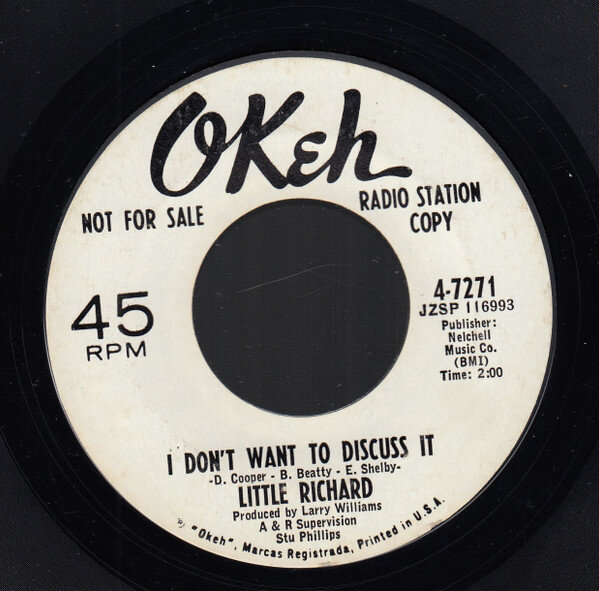 OKeh
NOT FOR SALE
RADIO STATION
COPY
45
RPM
4-7271
JZSP 116993
Publisher:
Nelchell
Music Co.
(BMI)
Time: 2:00
I DON'T WANT TO DISCUSS IT
-D. Cooper - B. Beatty - E. Shelby-
LITTLE RICHARD
Produced by Larry Williams
A & R Supervision
Stu Phillips
"Okeh", Marcas Registrada, Printed in U.S.A.